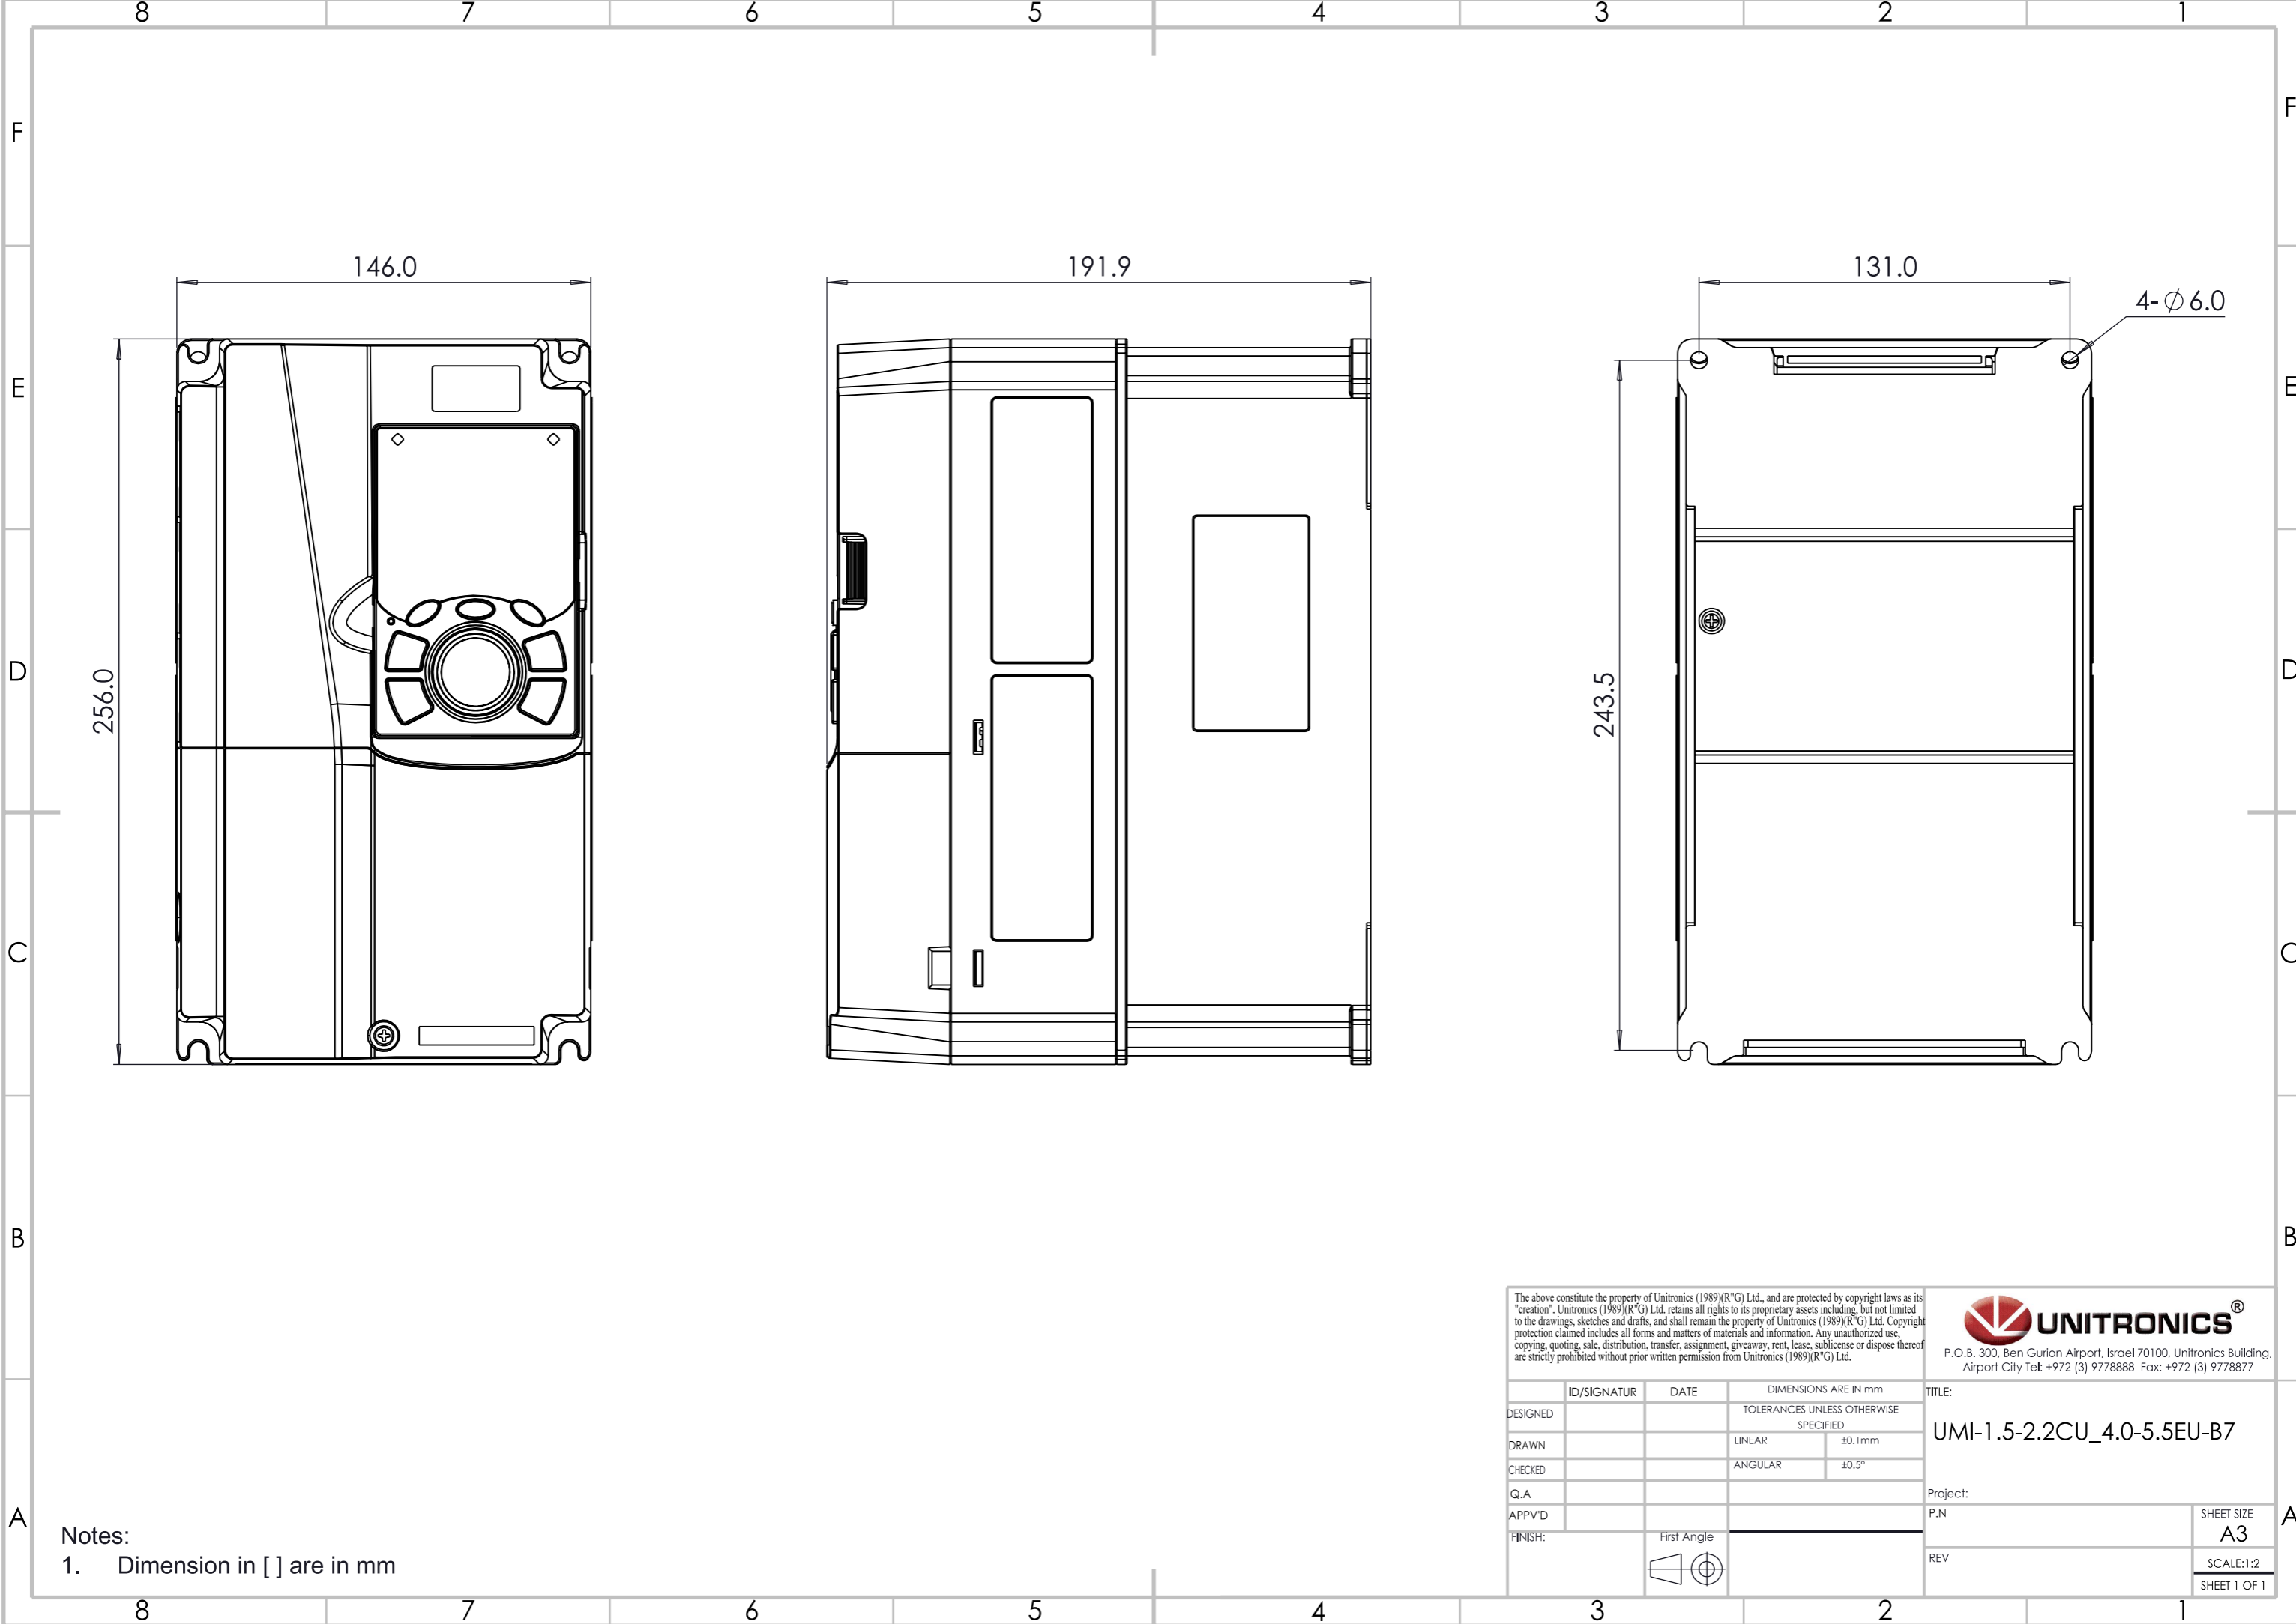 8 7 6 5 4 3 2 1
F F
E E
D D
C C
B B
A A
146.0
191.9
131.0
4-∅6.0
256.0
243.5
Notes:
1. Dimension in [ ] are in mm
The above constitute the property of Unitronics (1989)(R"G) Ltd., and are protected by copyright laws as its
"creation". Unitronics (1989)(R"G) Ltd. retains all rights to its proprietary assets including, but not limited
to the drawings, sketches and drafts, and shall remain the property of Unitronics (1989)(R"G) Ltd. Copyright
protection claimed includes all forms and matters of materials and information. Any unauthorized use,
copying, quoting, sale, distribution, transfer, assignment, giveaway, rent, lease, sublicense or dispose thereof
are strictly prohibited without prior written permission from Unitronics (1989)(R"G) Ltd.
UNITRONICS®
P.O.B. 300, Ben Gurion Airport, Israel 70100, Unitronics Building,
Airport City Tel: +972 (3) 9778888 Fax: +972 (3) 9778877
ID/SIGNATUR DATE DIMENSIONS ARE IN mm
DESIGNED
TOLERANCES UNLESS OTHERWISE
SPECIFIED
DRAWN LINEAR ±0.1mm
CHECKED ANGULAR ±0.5°
Q.A
APPV'D
FINISH: First Angle
TITLE:
UMI-1.5-2.2CU_4.0-5.5EU-B7
Project:
P.N
SHEET SIZE
A3
REV
SCALE:1:2
SHEET 1 OF 1
8 7 6 5 4 3 2 1